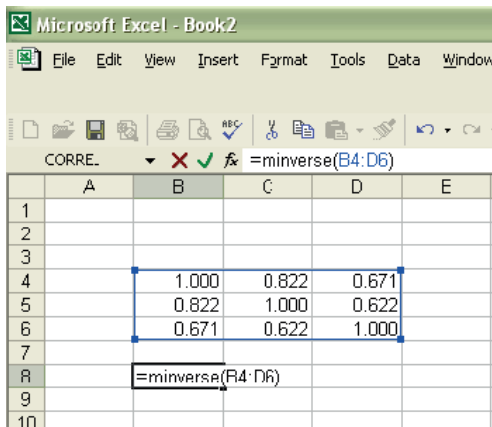 Microsoft Excel - Book2
File Edit View Insert Format Tools Data Window
ABC
CORRE.. =minverse(B4:D6)
A B C D E
1
2
3
4 1.000 0.822 0.671
5 0.822 1.000 0.622
6 0.671 0.622 1.000
7
8 =minverse(B4:D6)
9
10